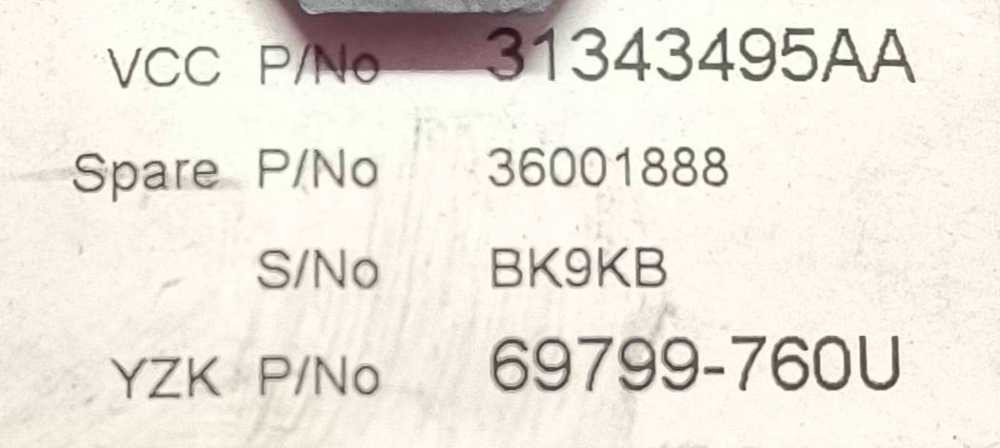 VCC P/No 31343495AA
Spare P/No 36001888
S/No BK9KB
YZK P/No 69799-760U